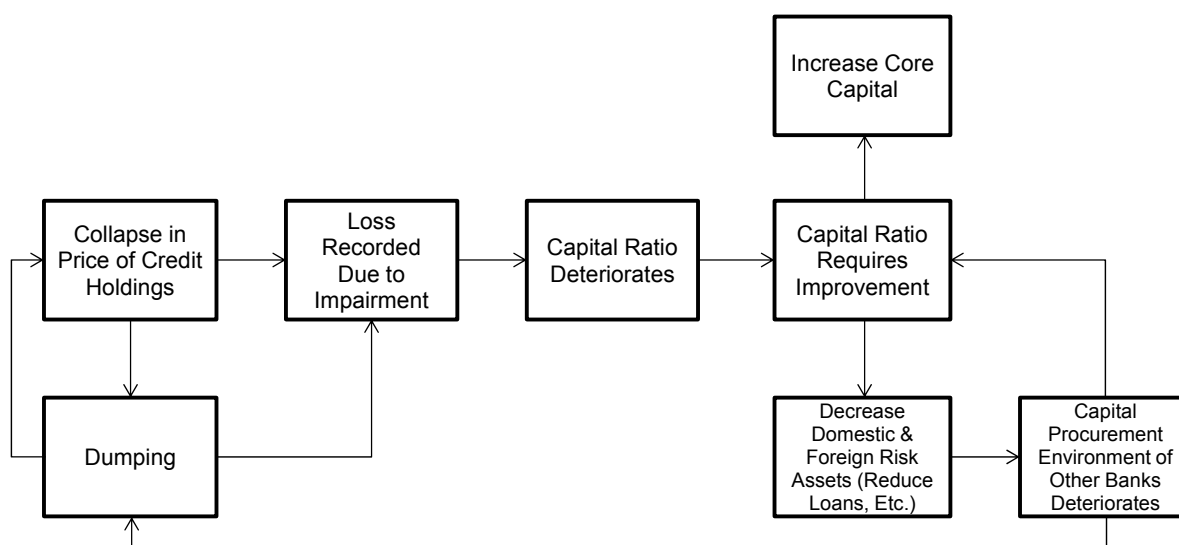 Increase Core
Capital
Collapse in
Price of Credit
Holdings
Loss
Recorded
Due to
Impairment
Capital Ratio
Deteriorates
Capital Ratio
Requires
Improvement
Dumping
Decrease
Domestic &
Foreign Risk
Assets (Reduce
Loans, Etc.)
Capital
Procurement
Environment of
Other Banks
Deteriorates